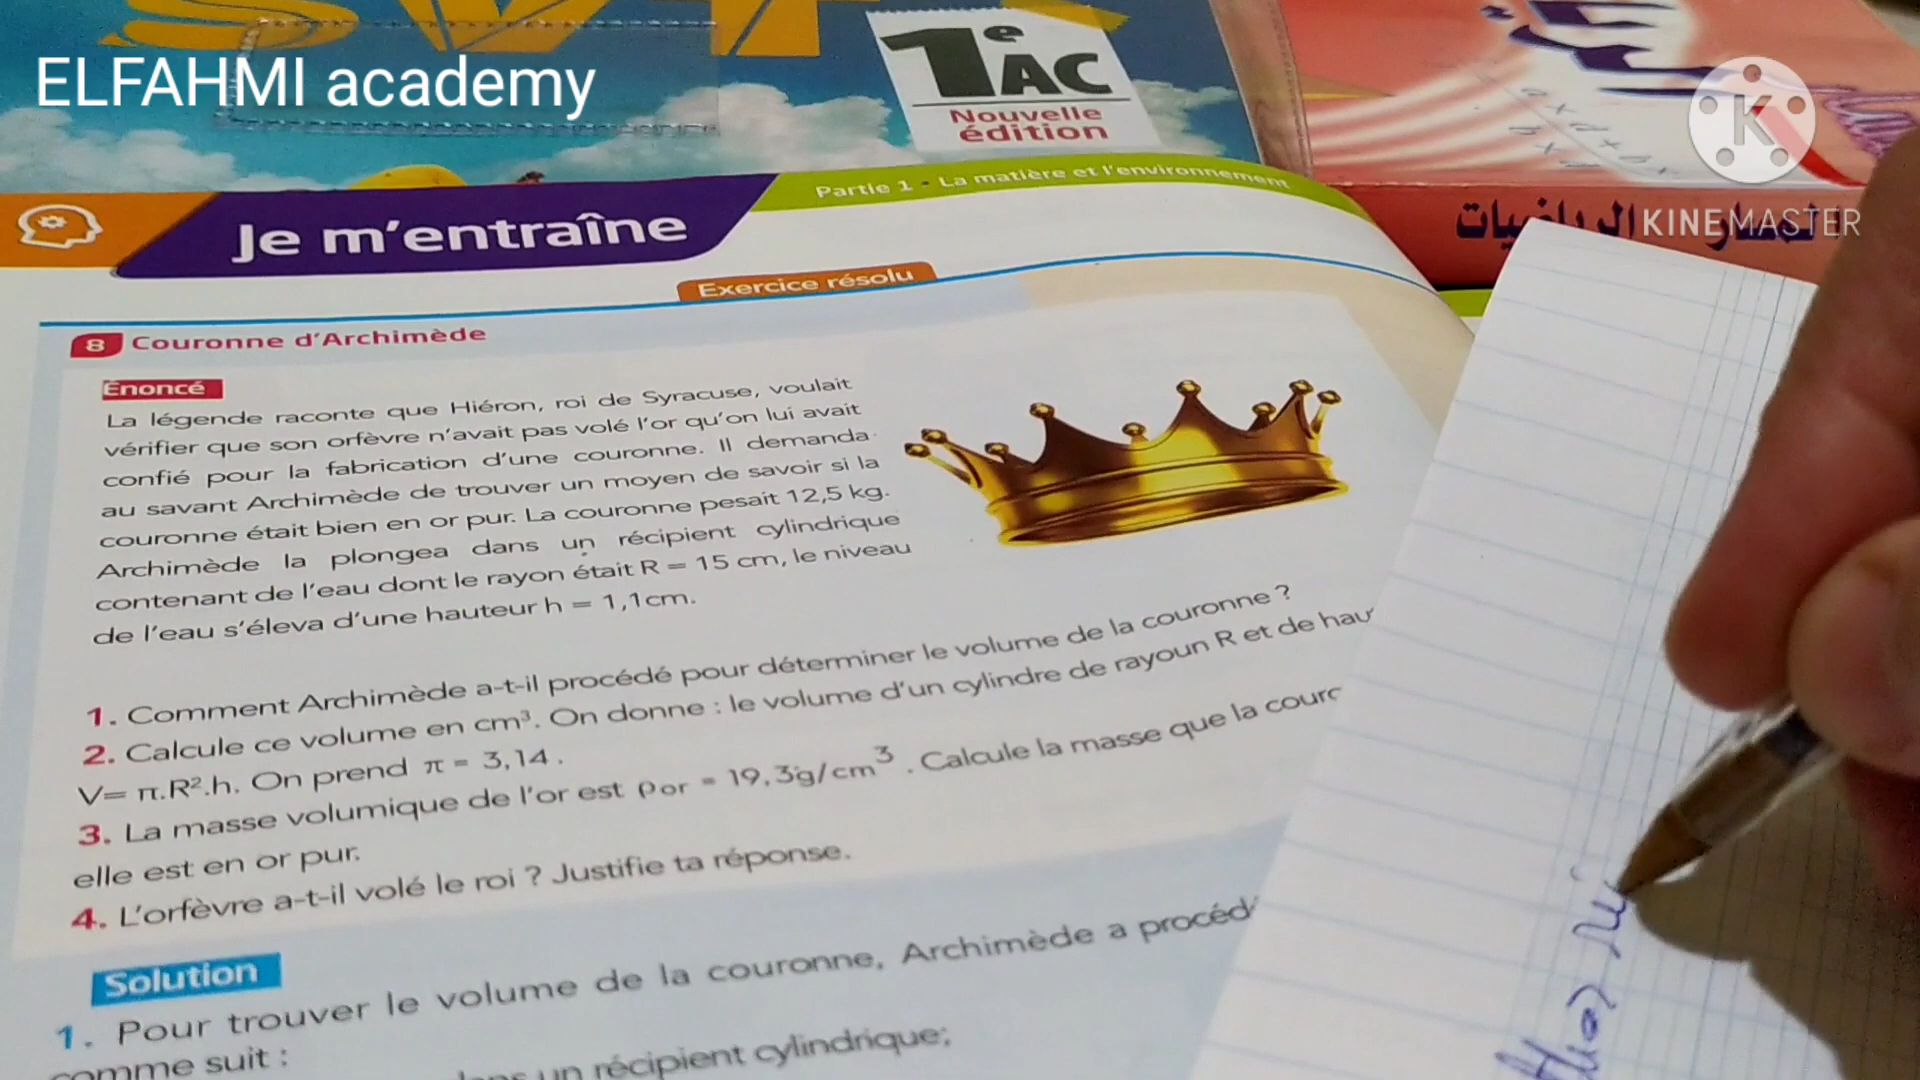 ELFAHMI academy
SVT
1e AC
Nouvelle
édition
KINEMASTER
الرياضيات
Partie 1 - La matière et l'environnement
Je m'entraîne
Exercice résolu
8 Couronne d'Archimède
Énoncé
La légende raconte que Hiéron, roi de Syracuse, voulait
vérifier que son orfèvre n'avait pas volé l'or qu'on lui avait
confié pour la fabrication d'une couronne. Il demanda
au savant Archimède de trouver un moyen de savoir si la
couronne était bien en or pur. La couronne pesait 12,5 kg.
Archimède la plongea dans un récipient cylindrique
contenant de l'eau dont le rayon était R = 15 cm, le niveau
de l'eau s'éleva d'une hauteur h = 1,1cm.
1. Comment Archimède a-t-il procédé pour déterminer le volume de la couronne ?
2. Calcule ce volume en cm³. On donne : le volume d'un cylindre de rayoun R et de hau
V= π.R².h. On prend π = 3,14 .
3. La masse volumique de l'or est ρor = 19,3g/cm³ . Calcule la masse que la cour
elle est en or pur.
4. L'orfèvre a-t-il volé le roi ? Justifie ta réponse.
Solution
1. Pour trouver le volume de la couronne, Archimède a procéd
comme suit :
dans un récipient cylindrique;